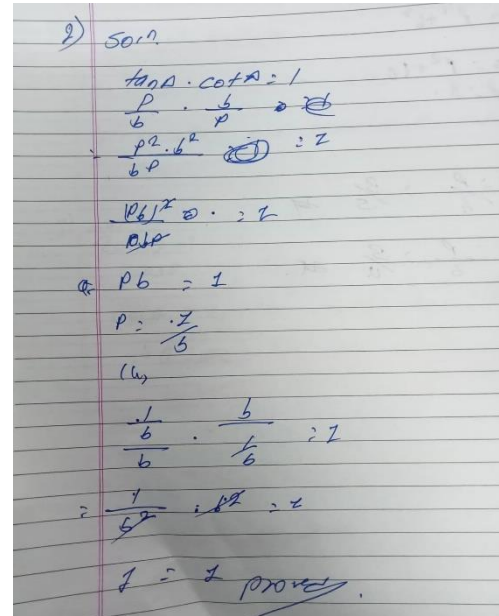 2) Soln
tanA . cotA = 1
P/b . b/P
= P². b²/bP = 1
(Pb)²/bP = 1
Pb = 1
P = 1/b
1/b/b . b/1/b = 1
= 1/b² . b² = 1
1 = 1 proved.